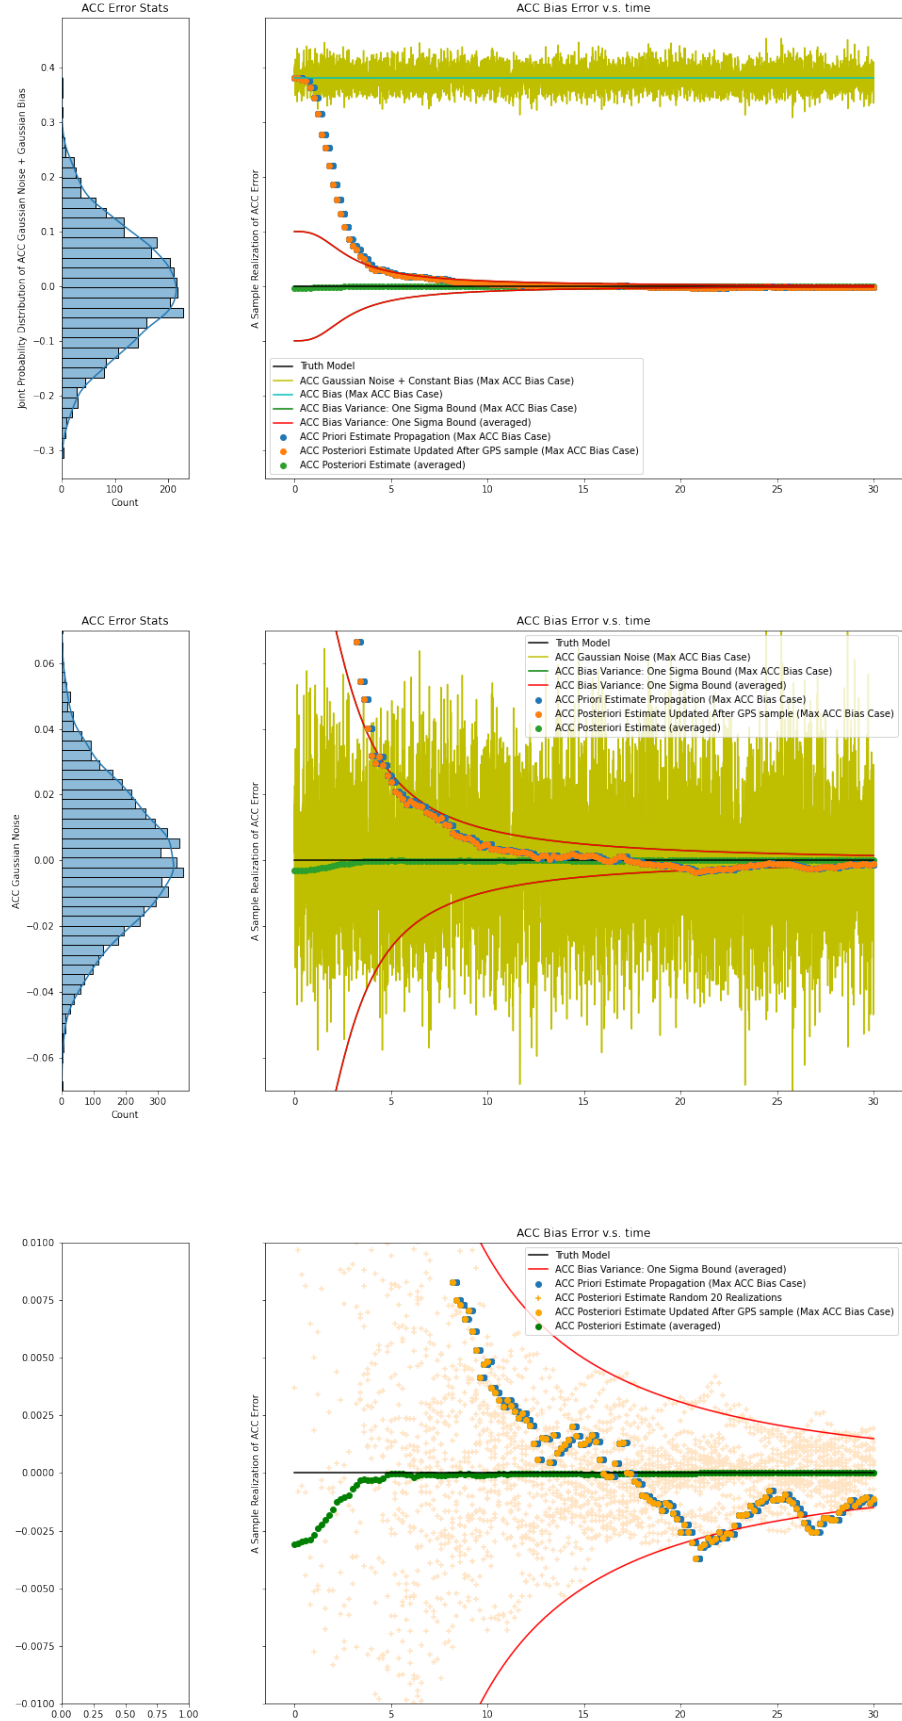 ACC Error Stats
Joint Probability Distribution of ACC Gaussian Noise + Gaussian Bias
0.4
0.3
0.2
0.1
0.0
−0.1
−0.2
−0.3
0
100
200
Count
ACC Bias Error v.s. time
A Sample Realization of ACC Error
Truth Model
ACC Gaussian Noise + Constant Bias (Max ACC Bias Case)
ACC Bias (Max ACC Bias Case)
ACC Bias Variance: One Sigma Bound (Max ACC Bias Case)
ACC Bias Variance: One Sigma Bound (averaged)
ACC Priori Estimate Propagation (Max ACC Bias Case)
ACC Posteriori Estimate Updated After GPS sample (Max ACC Bias Case)
ACC Posteriori Estimate (averaged)
0
5
10
15
20
25
30
ACC Error Stats
ACC Gaussian Noise
0.06
0.04
0.02
0.00
−0.02
−0.04
−0.06
0
100
200
300
Count
ACC Bias Error v.s. time
A Sample Realization of ACC Error
Truth Model
ACC Gaussian Noise (Max ACC Bias Case)
ACC Bias Variance: One Sigma Bound (Max ACC Bias Case)
ACC Bias Variance: One Sigma Bound (averaged)
ACC Priori Estimate Propagation (Max ACC Bias Case)
ACC Posteriori Estimate Updated After GPS sample (Max ACC Bias Case)
ACC Posteriori Estimate (averaged)
0
5
10
15
20
25
30
0.0100
0.0075
0.0050
0.0025
0.0000
−0.0025
−0.0050
−0.0075
−0.0100
0.00
0.25
0.50
0.75
1.00
ACC Bias Error v.s. time
A Sample Realization of ACC Error
Truth Model
ACC Bias Variance: One Sigma Bound (averaged)
ACC Priori Estimate Propagation (Max ACC Bias Case)
ACC Posteriori Estimate Random 20 Realizations
ACC Posteriori Estimate Updated After GPS sample (Max ACC Bias Case)
ACC Posteriori Estimate (averaged)
0
5
10
15
20
25
30